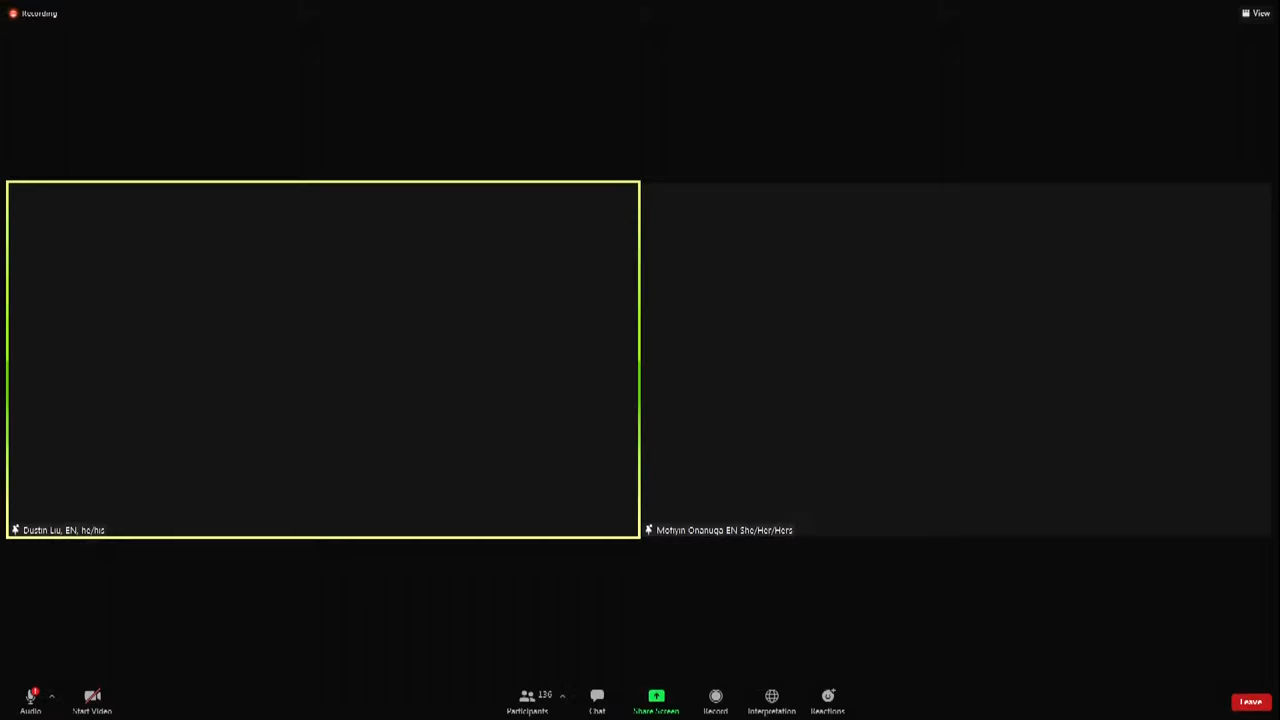 Recording
View
Dustin Liu, EN, he/his
Mofiyin Onanuga EN She/Her/Hers
136
Audio
Start Video
Participants
Chat
Share Screen
Record
Interpretation
Reactions
Leave